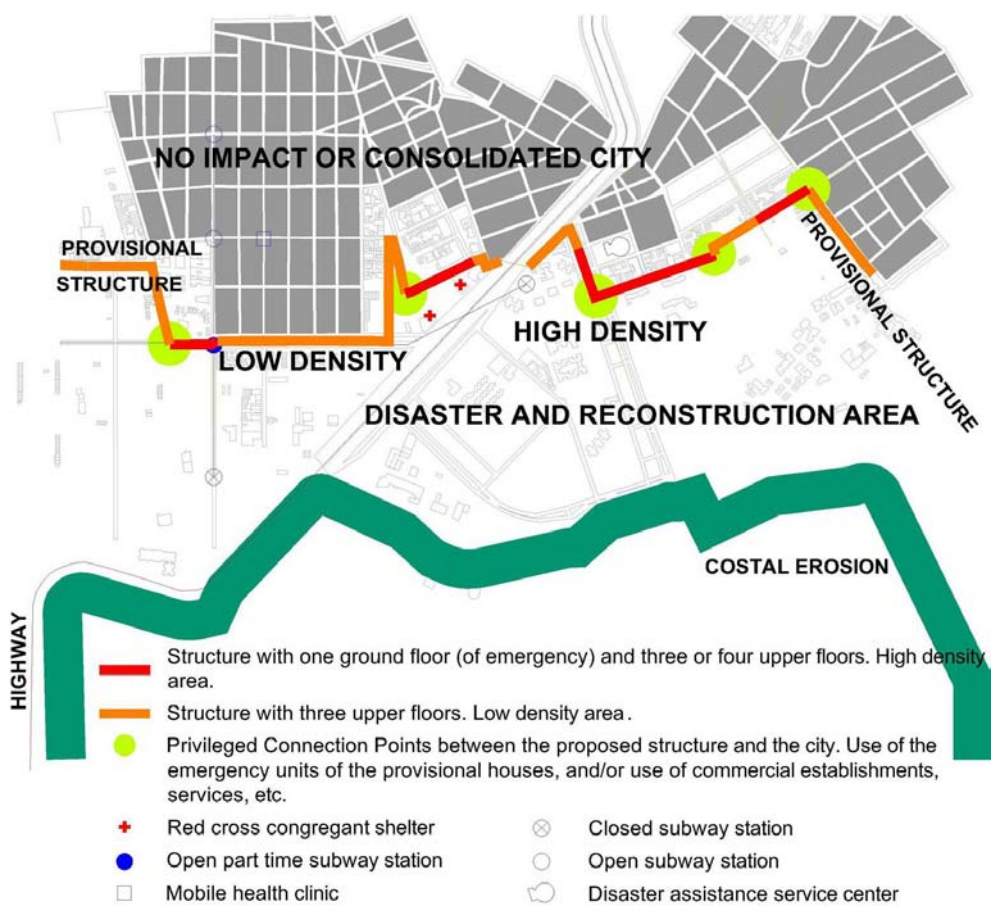 NO IMPACT OR CONSOLIDATED CITY
PROVISIONAL
STRUCTURE
PROVISIONAL STRUCTURE
LOW DENSITY
HIGH DENSITY
DISASTER AND RECONSTRUCTION AREA
COSTAL EROSION
HIGHWAY
Structure with one ground floor (of emergency) and three or four upper floors. High density
area.
Structure with three upper floors. Low density area.
Privileged Connection Points between the proposed structure and the city. Use of the
emergency units of the provisional houses, and/or use of commercial establishments,
services, etc.
Red cross congregant shelter
Closed subway station
Open part time subway station
Open subway station
Mobile health clinic
Disaster assistance service center